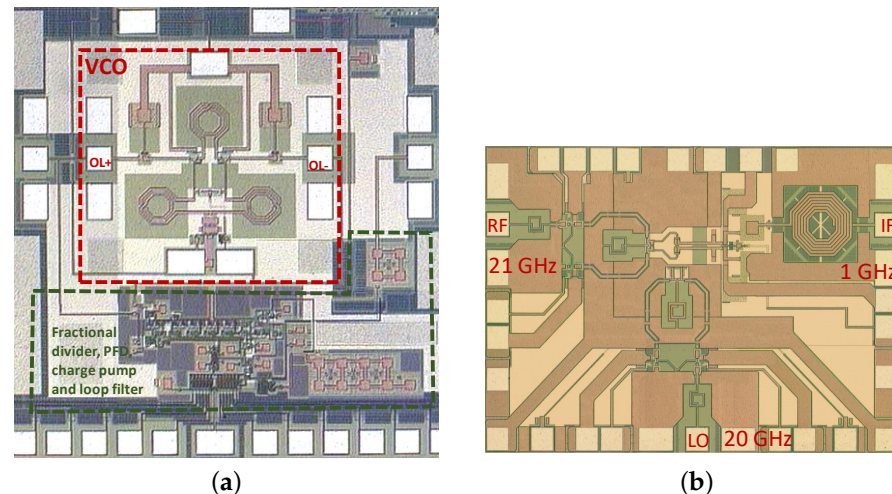 VCO
OL+
OL-
Fractional
divider, PFD,
charge pump
and loop filter
(a)
RF
21 GHz
IF
1 GHz
LO
20 GHz
(b)